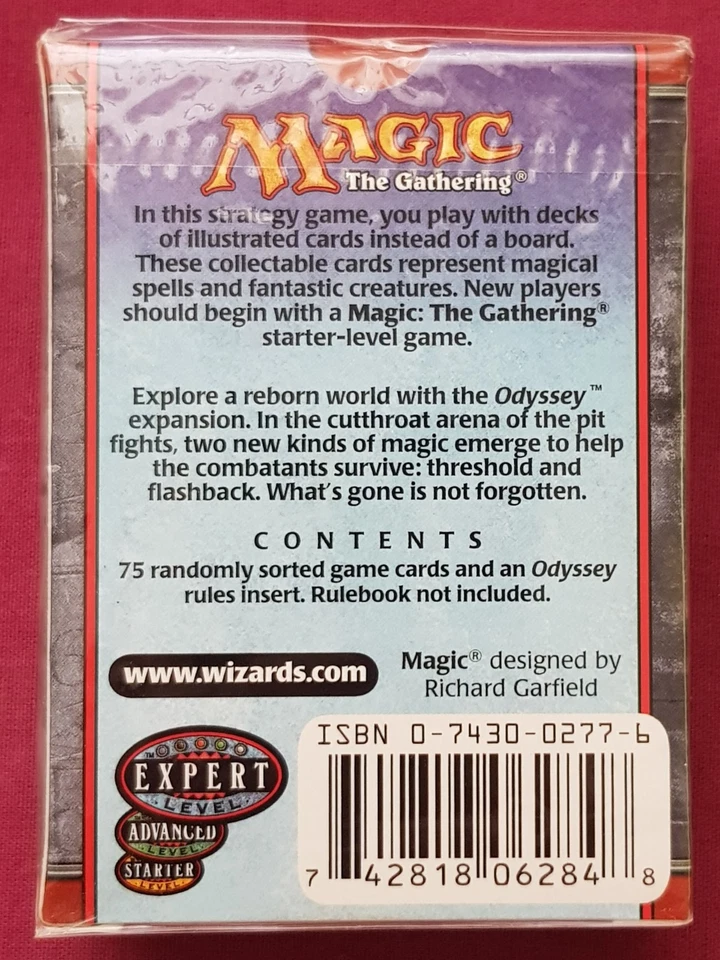 MAGIC
The Gathering®
In this strategy game, you play with decks
of illustrated cards instead of a board.
These collectable cards represent magical
spells and fantastic creatures. New players
should begin with a Magic: The Gathering®
starter-level game.
Explore a reborn world with the Odyssey™
expansion. In the cutthroat arena of the pit
fights, two new kinds of magic emerge to help
the combatants survive: threshold and
flashback. What's gone is not forgotten.
CONTENTS
75 randomly sorted game cards and an Odyssey
rules insert. Rulebook not included.
www.wizards.com
Magic® designed by
Richard Garfield
™
EXPERT
LEVEL
ADVANCED
LEVEL
STARTER
LEVEL
ISBN 0-7430-0277-6
7 42818 06284 8